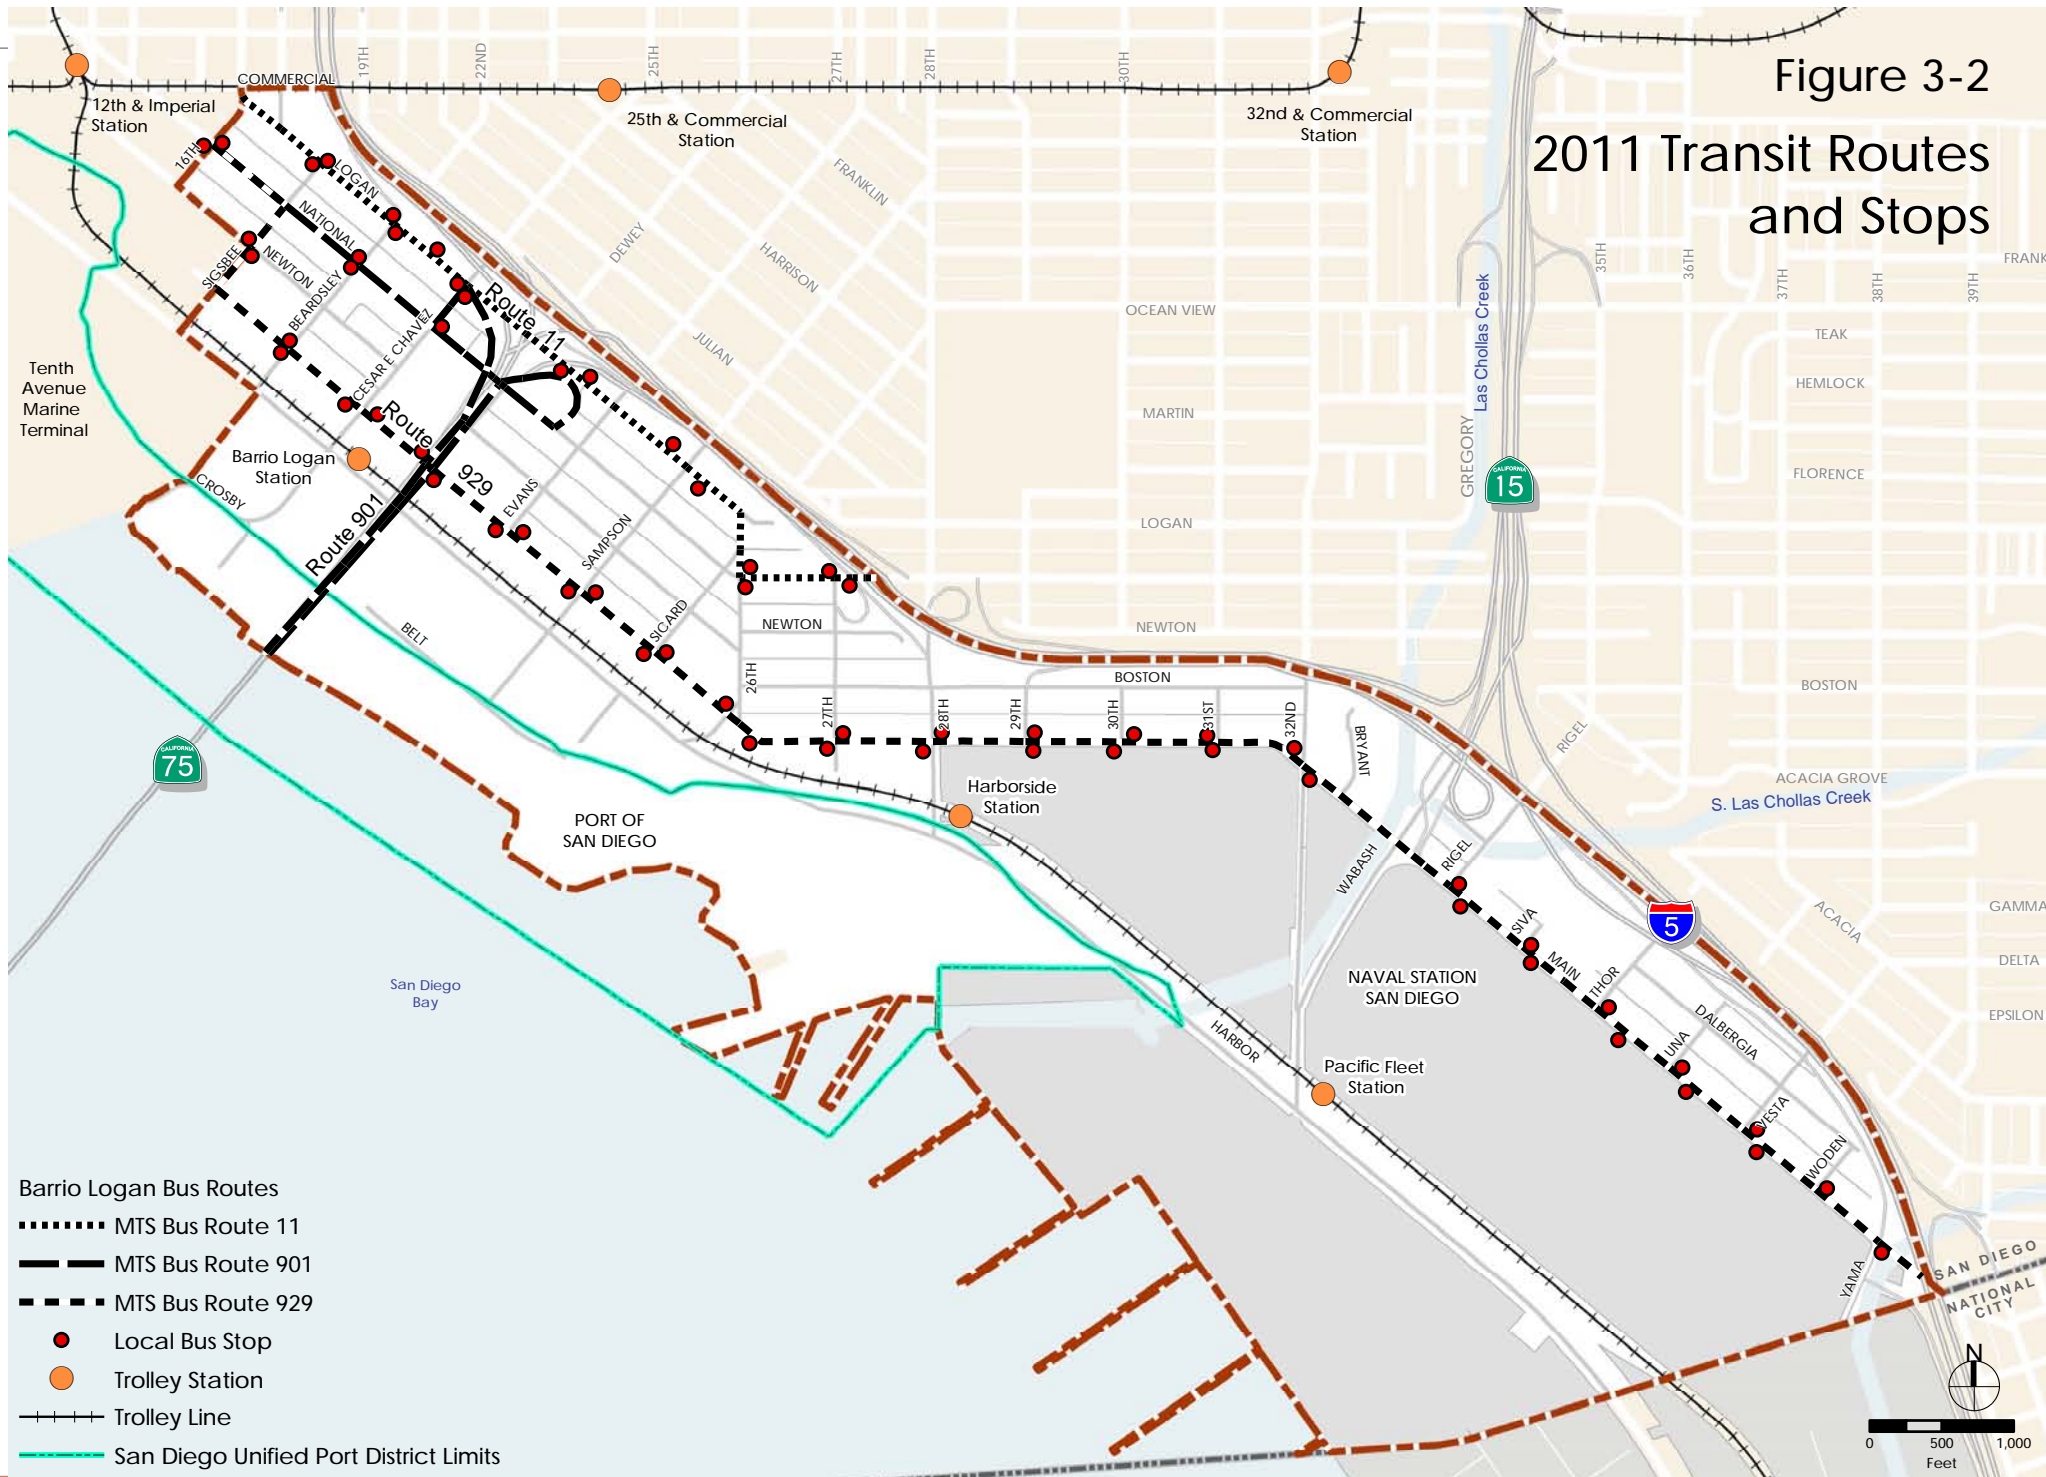 Figure 3-2
2011 Transit Routes
and Stops
COMMERCIAL
19TH
22ND
25TH
27TH
28TH
30TH
12th & Imperial
Station
25th & Commercial
Station
32nd & Commercial
Station
16TH
LOGAN
NATIONAL
SIGSBEE
NEWTON
BEARDSLEY
CESAR E CHAVEZ
Route 11
FRANKLIN
DEWEY
HARRISON
JULIAN
OCEAN VIEW
MARTIN
LOGAN
NEWTON
BOSTON
GREGORY
Las Chollas Creek
CALIFORNIA
15
35TH
36TH
37TH
38TH
39TH
FRANK
TEAK
HEMLOCK
FLORENCE
BOSTON
RIGEL
ACACIA GROVE
S. Las Chollas Creek
ACACIA
GAMMA
DELTA
EPSILON
Tenth
Avenue
Marine
Terminal
Barrio Logan
Station
Route
929
CROSBY
Route 901
EVANS
SAMPSON
SICARD
BELT
NEWTON
26TH
27TH
28TH
29TH
30TH
31ST
32ND
BRYANT
CALIFORNIA
75
PORT OF
SAN DIEGO
Harborside
Station
WABASH
RIGEL
SIVA
MAIN
THOR
5
UNA
DALBERGIA
VESTA
WODEN
YAMA
NAVAL STATION
SAN DIEGO
HARBOR
Pacific Fleet
Station
San Diego
Bay
SAN DIEGO
NATIONAL
CITY
Barrio Logan Bus Routes
MTS Bus Route 11
MTS Bus Route 901
MTS Bus Route 929
Local Bus Stop
Trolley Station
Trolley Line
San Diego Unified Port District Limits
N
0 500 1,000
Feet